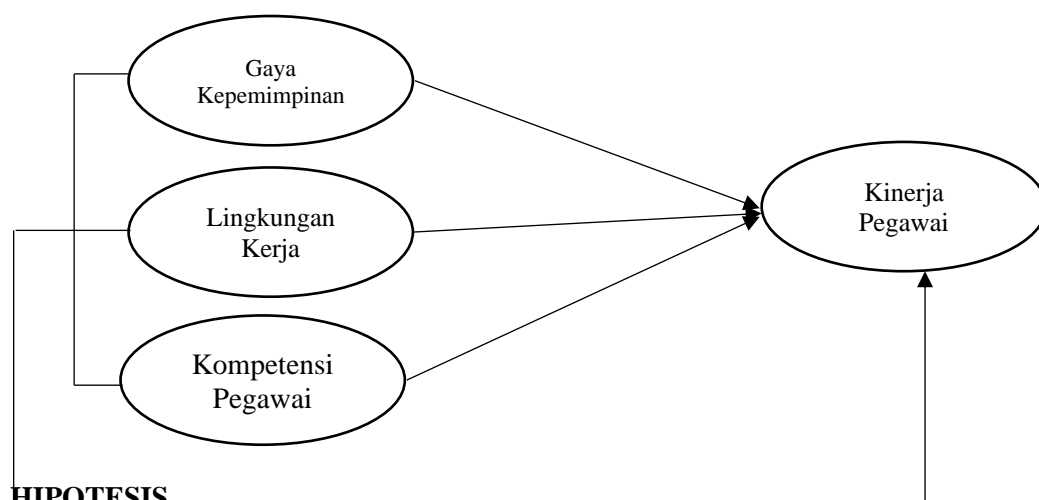 Gaya
Kepemimpinan
Lingkungan
Kerja
Kinerja
Pegawai
Kompetensi
Pegawai
HIPOTESIS